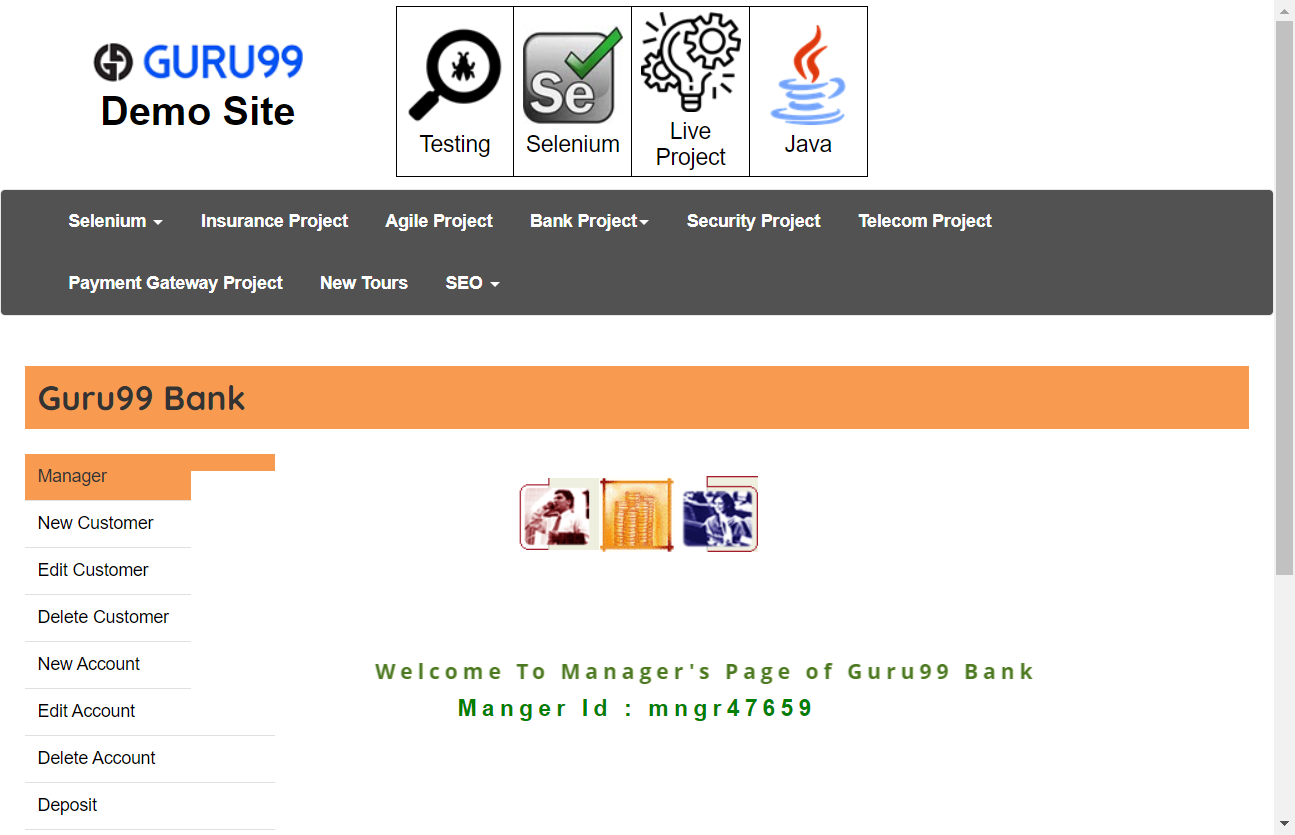 GURU99
Demo Site
Testing
Se
Selenium
Live
Project
Java
Selenium
Insurance Project
Agile Project
Bank Project
Security Project
Telecom Project
Payment Gateway Project
New Tours
SEO
Guru99 Bank
Manager
New Customer
Edit Customer
Delete Customer
New Account
Edit Account
Delete Account
Deposit
Welcome To Manager's Page of Guru99 Bank
Manger Id : mngr47659